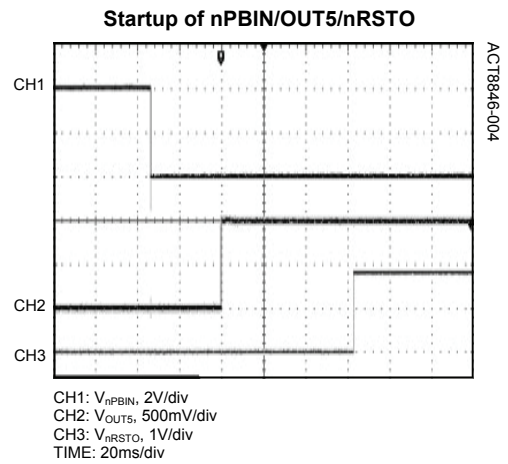 Startup of nPBIN/OUT5/nRSTO
CH1
ACT8846-004
CH2
CH3
CH1: VnPBIN, 2V/div
CH2: VOUT5, 500mV/div
CH3: VnRSTO, 1V/div
TIME: 20ms/div